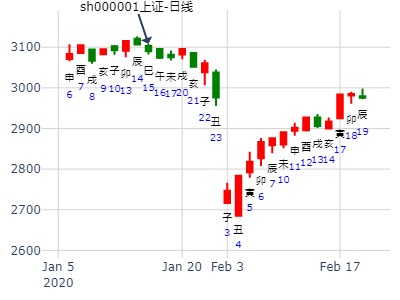 sh000001上证-日线
3100
3000
2900
2800
2700
2600
申 酉 戌 亥 子 卯 辰 巳 午 未 戌 亥 子 丑
6 7 8 9 10 13 14 15 16 17 20 21 22 23
子 丑 寅 卯 辰 未 申 酉 戌 亥 寅 卯 辰
3 4 5 6 7 10 11 12 13 14 17 18 19
Jan 5 Jan 20 Feb 3 Feb 17
2020